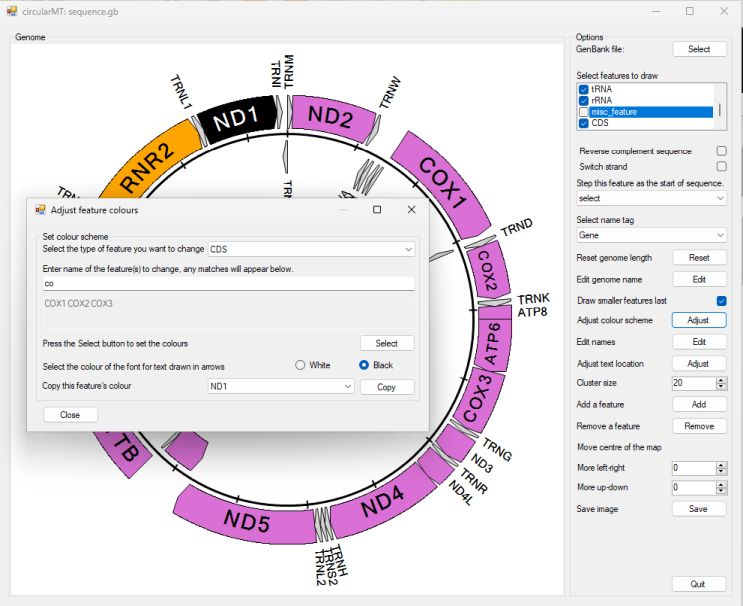 circularMT: sequence.gb
Genome
TRNL1
TRNI
TRNM
ND1
ND2
TRNW
RNR2
COX1
TRND
COX2
TRNK
ATP8
ATP6
COX3
TRNG
ND3
TRNR
ND4L
ND4
TRNH
TRNS2
TRNL2
ND5
TB
Adjust feature colours
Set colour scheme
Select the type of feature you want to change CDS
Enter name of the feature(s) to change, any matches will appear below.
co
COX1 COX2 COX3
Press the Select button to set the colours Select
Select the colour of the font for text drawn in arrows White Black
Copy this feature's colour ND1 Copy
Close
Options
GenBank file: Select
Select features to draw
tRNA
rRNA
misc_feature
CDS
Reverse complement sequence
Switch strand
Step this feature as the start of sequence.
select
Select name tag
Gene
Reset genome length Reset
Edit genome name Edit
Draw smaller features last
Adjust colour scheme Adjust
Edit names Edit
Adjust text location Adjust
Cluster size 20
Add a feature Add
Remove a feature Remove
Move centre of the map
More left-right 0
More up-down 0
Save image Save
Quit